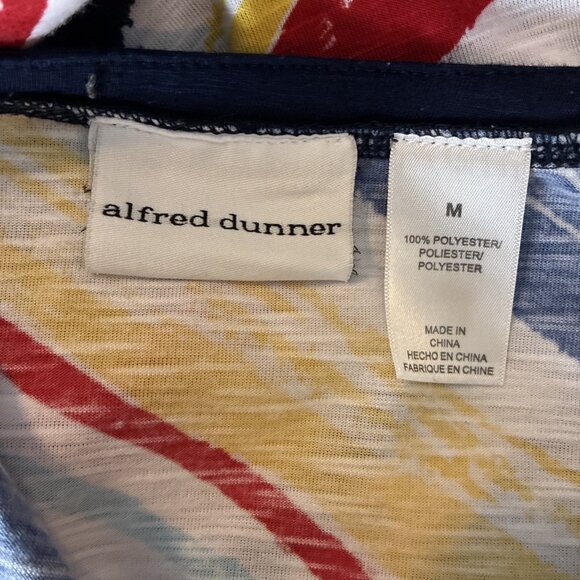 alfred dunner
M
100% POLYESTER/
POLIESTER/
POLYESTER
MADE IN
CHINA
HECHO EN CHINA
FABRIQUE EN CHINE